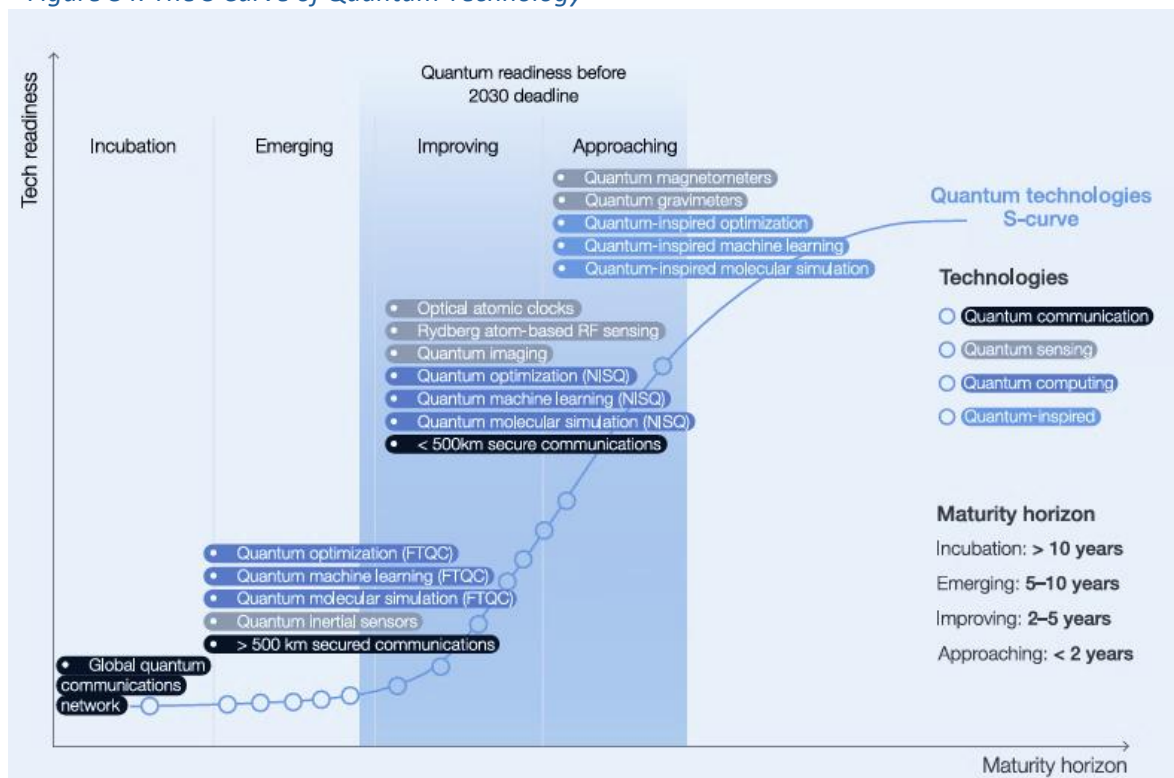 Quantum readiness before
2030 deadline
Tech readiness
Incubation
Emerging
Improving
Approaching
Quantum magnetometers
Quantum gravimeters
Quantum-inspired optimization
Quantum-inspired machine learning
Quantum-inspired molecular simulation
Optical atomic clocks
Rydberg atom-based RF sensing
Quantum imaging
Quantum optimization (NISQ)
Quantum machine learning (NISQ)
Quantum molecular simulation (NISQ)
< 500km secure communications
Quantum optimization (FTQC)
Quantum machine learning (FTQC)
Quantum molecular simulation (FTQC)
Quantum inertial sensors
> 500 km secured communications
Global quantum
communications
network
Quantum technologies
S-curve
Technologies
Quantum communication
Quantum sensing
Quantum computing
Quantum-inspired
Maturity horizon
Incubation: > 10 years
Emerging: 5–10 years
Improving: 2–5 years
Approaching: < 2 years
Maturity horizon